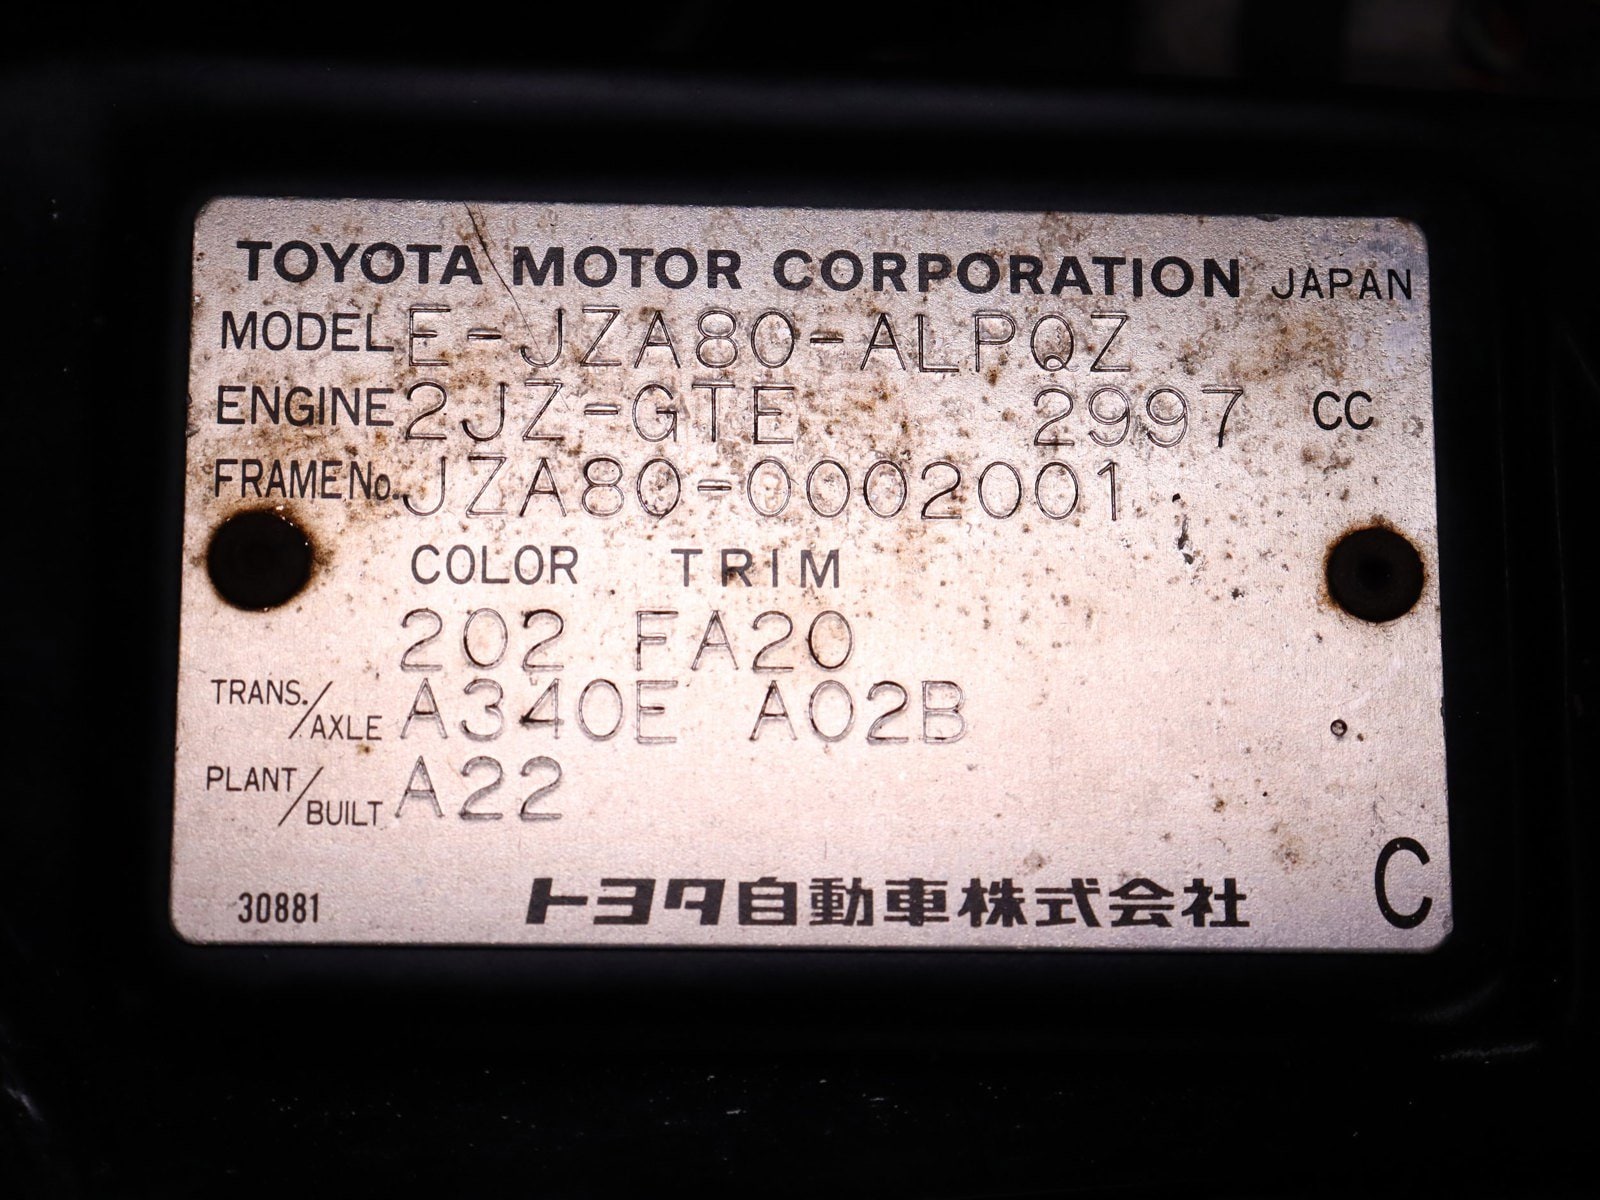 TOYOTA MOTOR CORPORATION JAPAN
MODEL E-JZA80-ALPQZ
ENGINE 2JZ-GTE 2997 CC
FRAME No. JZA80-0002001
COLOR TRIM
202 FA20
TRANS./AXLE A340E A02B
PLANT/BUILT A22
30881 トヨタ自動車株式会社 C